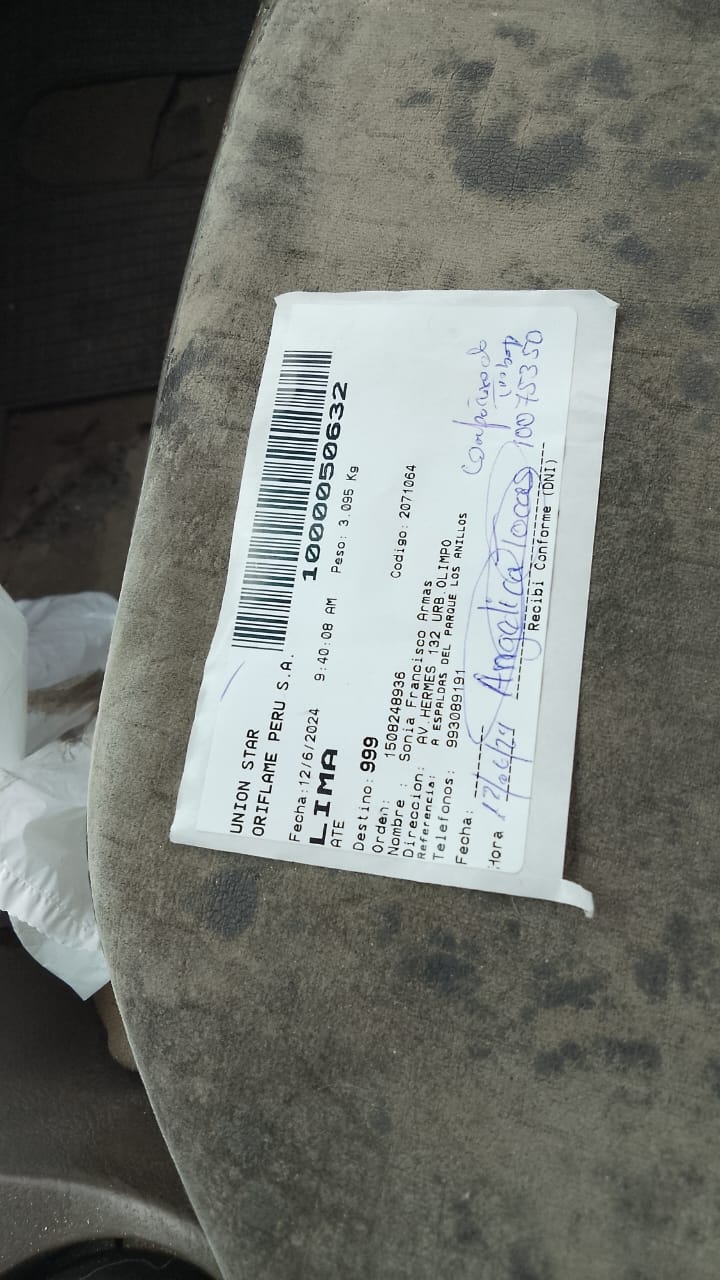 UNION STAR
ORIFLAME PERU S.A.
1000050632
Fecha:12/6/2024 9:40:08 AM Peso: 3.095 Kg
LIMA
ATE
Destino: 999
Orden: 1508248936 Codigo: 2071064
Nombre : Sonia Francisco Armas
Direccion: AV.HERMES 132 URB.OLIMPO
Referencia: A ESPALDAS DEL PARQUE LOS ANILLOS
Telefonos: 993089191
Fecha:
Hora 12/06/24 Angelica 10075350
Recibi Conforme (DNI)